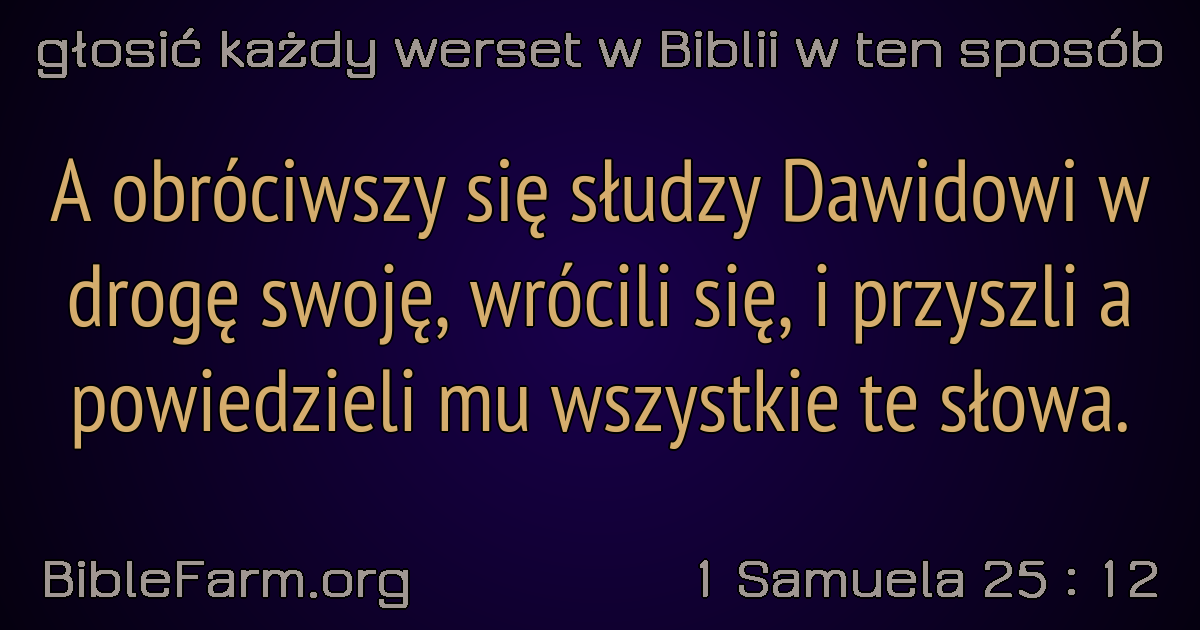 głosić każdy werset w Biblii w ten sposób
A obróciwszy się słudzy Dawidowi w
drogę swoję, wrócili się, i przyszli a
powiedzieli mu wszystkie te słowa.
BibleFarm.org
1 Samuela 25 : 12